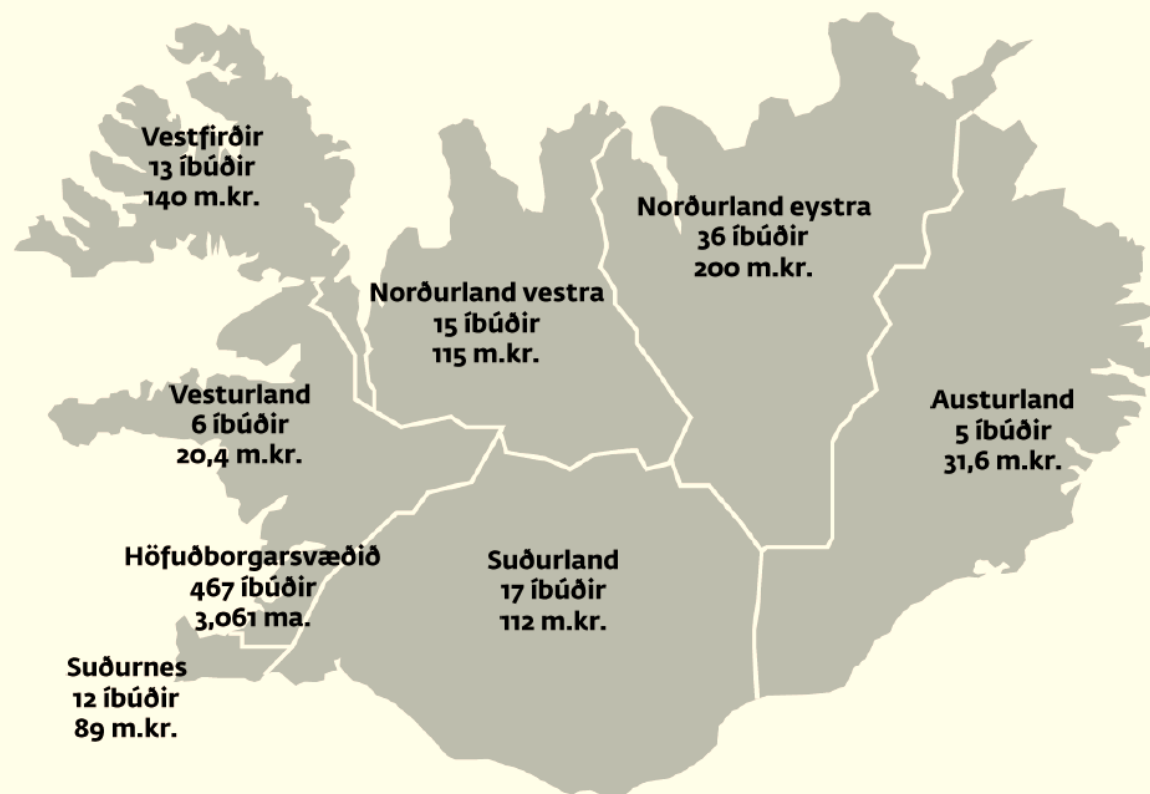 Vestfirðir
13 íbúðir
140 m.kr.
Norðurland eystra
36 íbúðir
200 m.kr.
Norðurland vestra
15 íbúðir
115 m.kr.
Vesturland
6 íbúðir
20,4 m.kr.
Austurland
5 íbúðir
31,6 m.kr.
Höfuðborgarsvæðið
467 íbúðir
3,061 ma.
Suðurland
17 íbúðir
112 m.kr.
Suðurnes
12 íbúðir
89 m.kr.